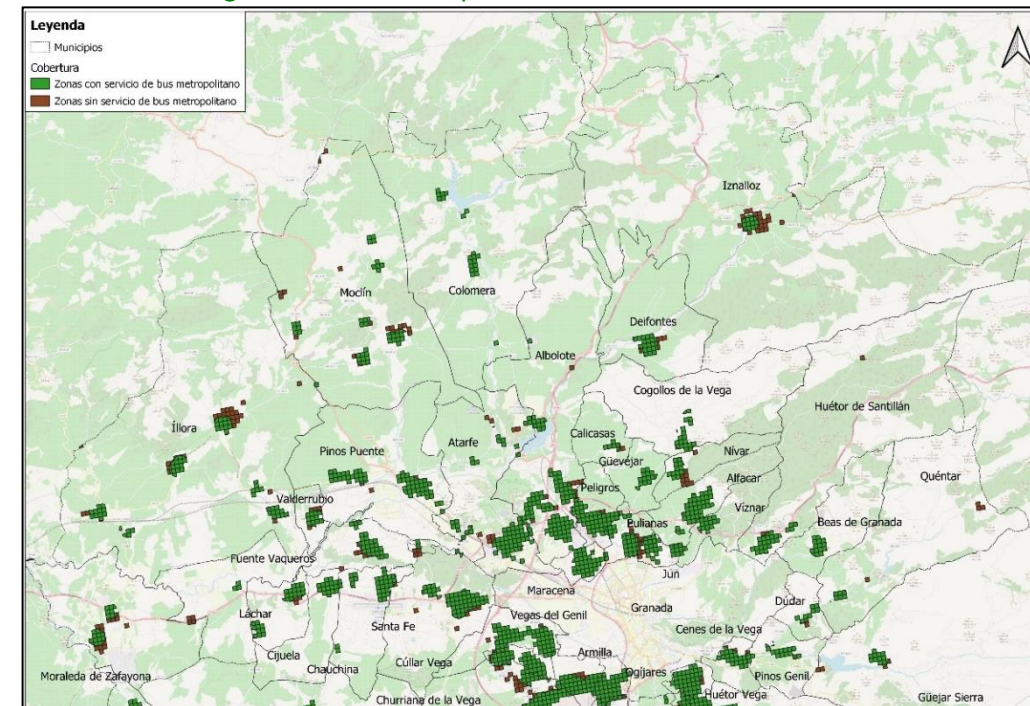 Leyenda
Municipios
Cobertura
Zonas con servicio de bus metropolitano
Zonas sin servicio de bus metropolitano
Iznalloz
Moclín
Colomera
Deifontes
Albolote
Cogollos de la Vega
Huétor de Santillán
Íllora
Calicasas
Atarfe
Pinos Puente
Nívar
Güevéjar
Quéntar
Alfacar
Peligros
Valderrubio
Víznar
Pulianas
Beas de Granada
Fuente Vaqueros
Jun
Maracena
Dúdar
Granada
Láchar
Vegas del Genil
Santa Fe
Cenes de la Vega
Armilla
Cijuela
Cúllar Vega
Chauchina
Ogíjares
Moraleda de Zafayona
Pinos Genil
Huétor Vega
Churriana de la Vega
Güejar Sierra